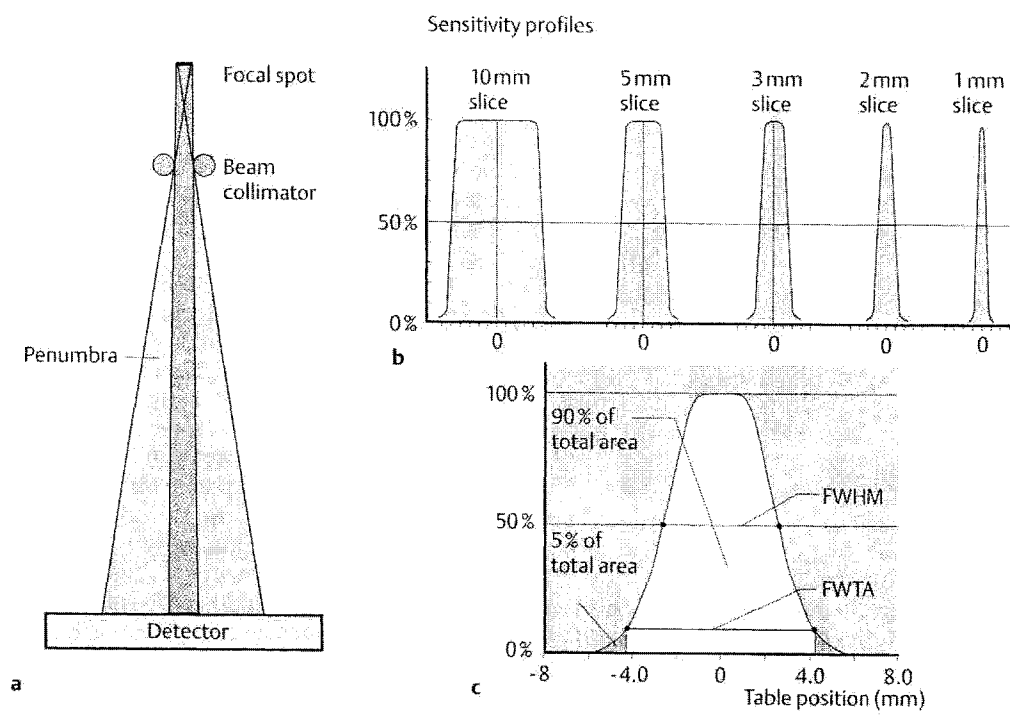 Sensitivity profiles
Focal spot
Beam
collimator
Penumbra
Detector
a
10 mm
slice
5 mm
slice
3 mm
slice
2 mm
slice
1 mm
slice
100%
50%
0%
0
0
0
0
0
b
100%
90% of
total area
FWHM
50%
5% of
total area
FWTA
0%
-8
-4.0
0
4.0
8.0
c
Table position (mm)